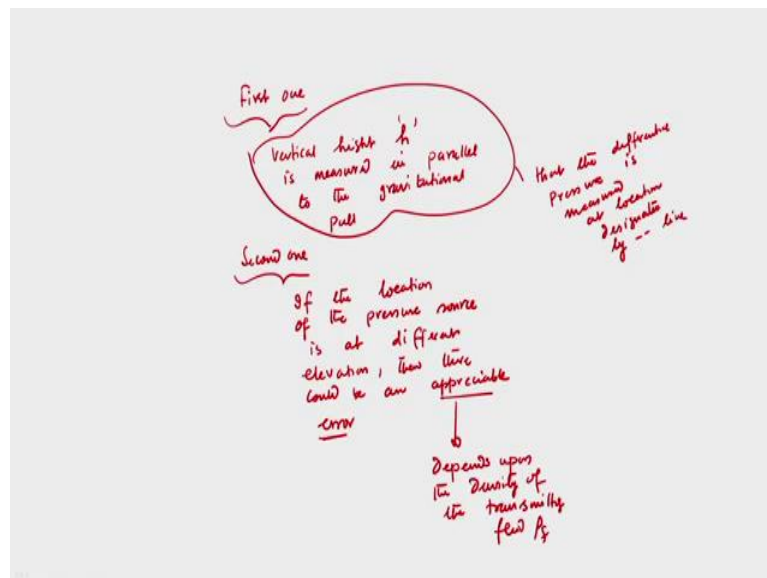 First one
vertical height 'h'
is measured in parallel
to the gravitational
pull
that the difference
pressure is
measured
at location
designated
by -- line
Second one
If the location
of the pressure source
is at different
elevation, then there
could be an appreciable
error
depends upon
the density of
the transmitting
fluid ρf